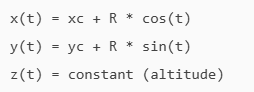 x(t) = xc + R * cos(t)
y(t) = yc + R * sin(t)
z(t) = constant (altitude)